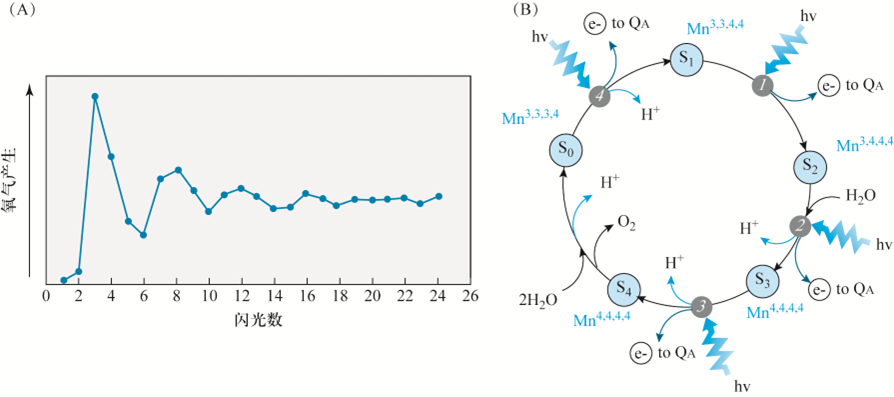 (A)
氧气产生
0 2 4 6 8 10 12 14 16 18 20 22 24 26
闪光数
(B)
e- to QA
Mn3,3,4,4
hv
hv
S1
1
4
e- to QA
H+
Mn3,3,3,4
Mn3,4,4,4
S0
S2
H2O
H+
H+
2
O2
hv
H+
S3
S4
e- to QA
2H2O
3
Mn4,4,4,4
Mn4,4,4,4
e- to QA
hv